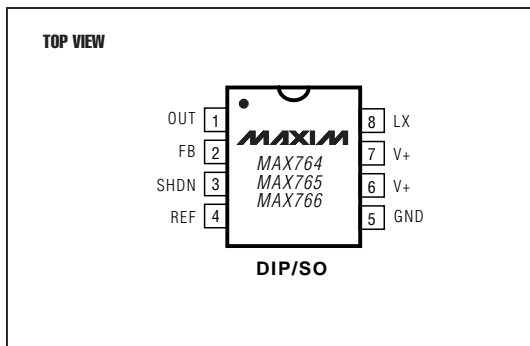 TOP VIEW
OUT 1
FB 2
SHDN 3
REF 4
MAXIM
MAX764
MAX765
MAX766
8 LX
7 V+
6 V+
5 GND
DIP/SO